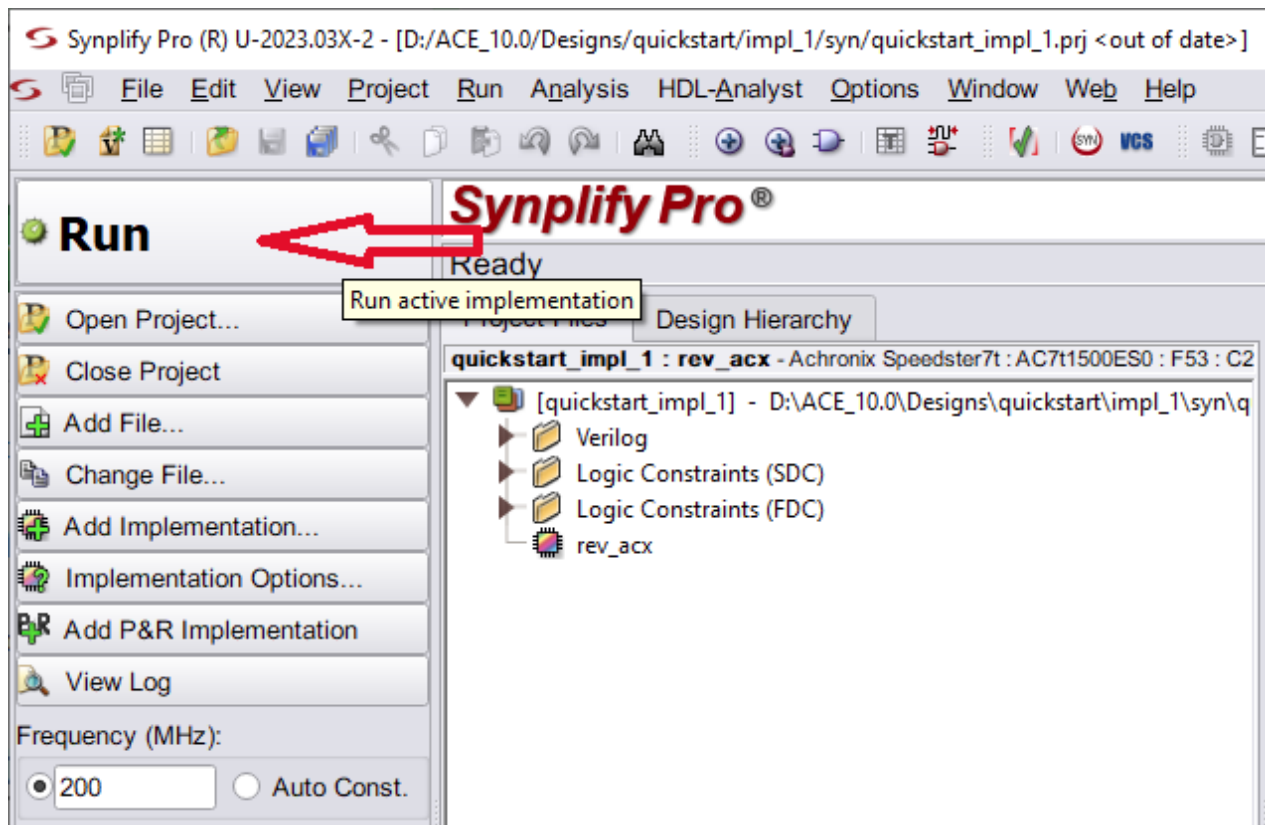 Synplify Pro (R) U-2023.03X-2 - [D:/ACE_10.0/Designs/quickstart/impl_1/syn/quickstart_impl_1.prj <out of date>]
File Edit View Project Run Analysis HDL-Analyst Options Window Web Help
SYN VCS
Run
Synplify Pro®
Ready
Run active implementation
Open Project...
Close Project
Add File...
Change File...
Add Implementation...
Implementation Options...
Add P&R Implementation
View Log
Frequency (MHz):
200 Auto Const.
Project Files Design Hierarchy
quickstart_impl_1 : rev_acx - Achronix Speedster7t : AC7t1500ES0 : F53 : C2
[quickstart_impl_1] - D:\ACE_10.0\Designs\quickstart\impl_1\syn\q
Verilog
Logic Constraints (SDC)
Logic Constraints (FDC)
rev_acx